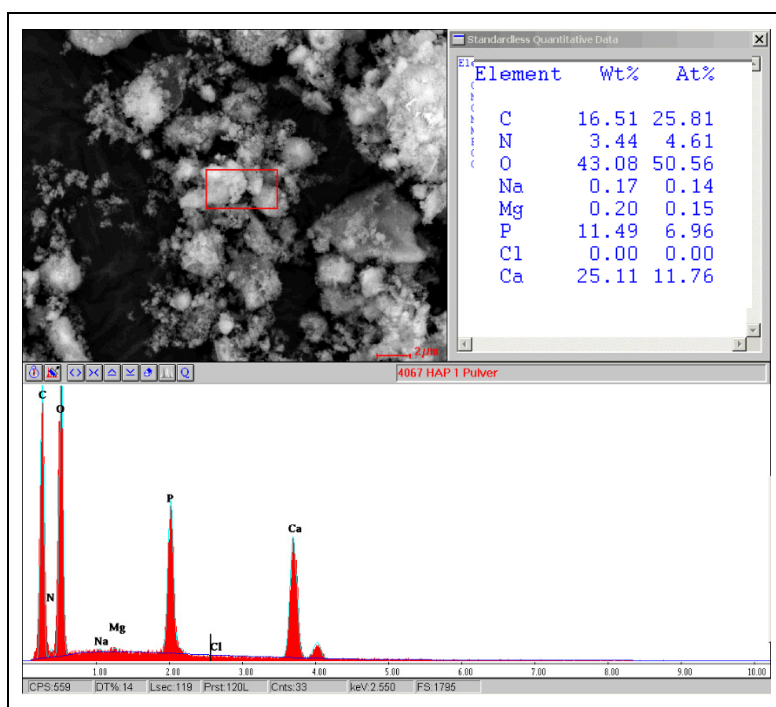 Standardless Quantitative Data
Element Wt% At%
C 16.51 25.81
N 3.44 4.61
O 43.08 50.56
Na 0.17 0.14
Mg 0.20 0.15
P 11.49 6.96
Cl 0.00 0.00
Ca 25.11 11.76
2µm
Q
4067 HAP 1 Pulver
C
O
N
Na
Mg
P
Cl
Ca
1.00 2.00 3.00 4.00 5.00 6.00 7.00 8.00 9.00 10.00
CPS:559 DT%:14 Lsec:119 Prst:120L Cnts:33 keV:2.550 FS:1795